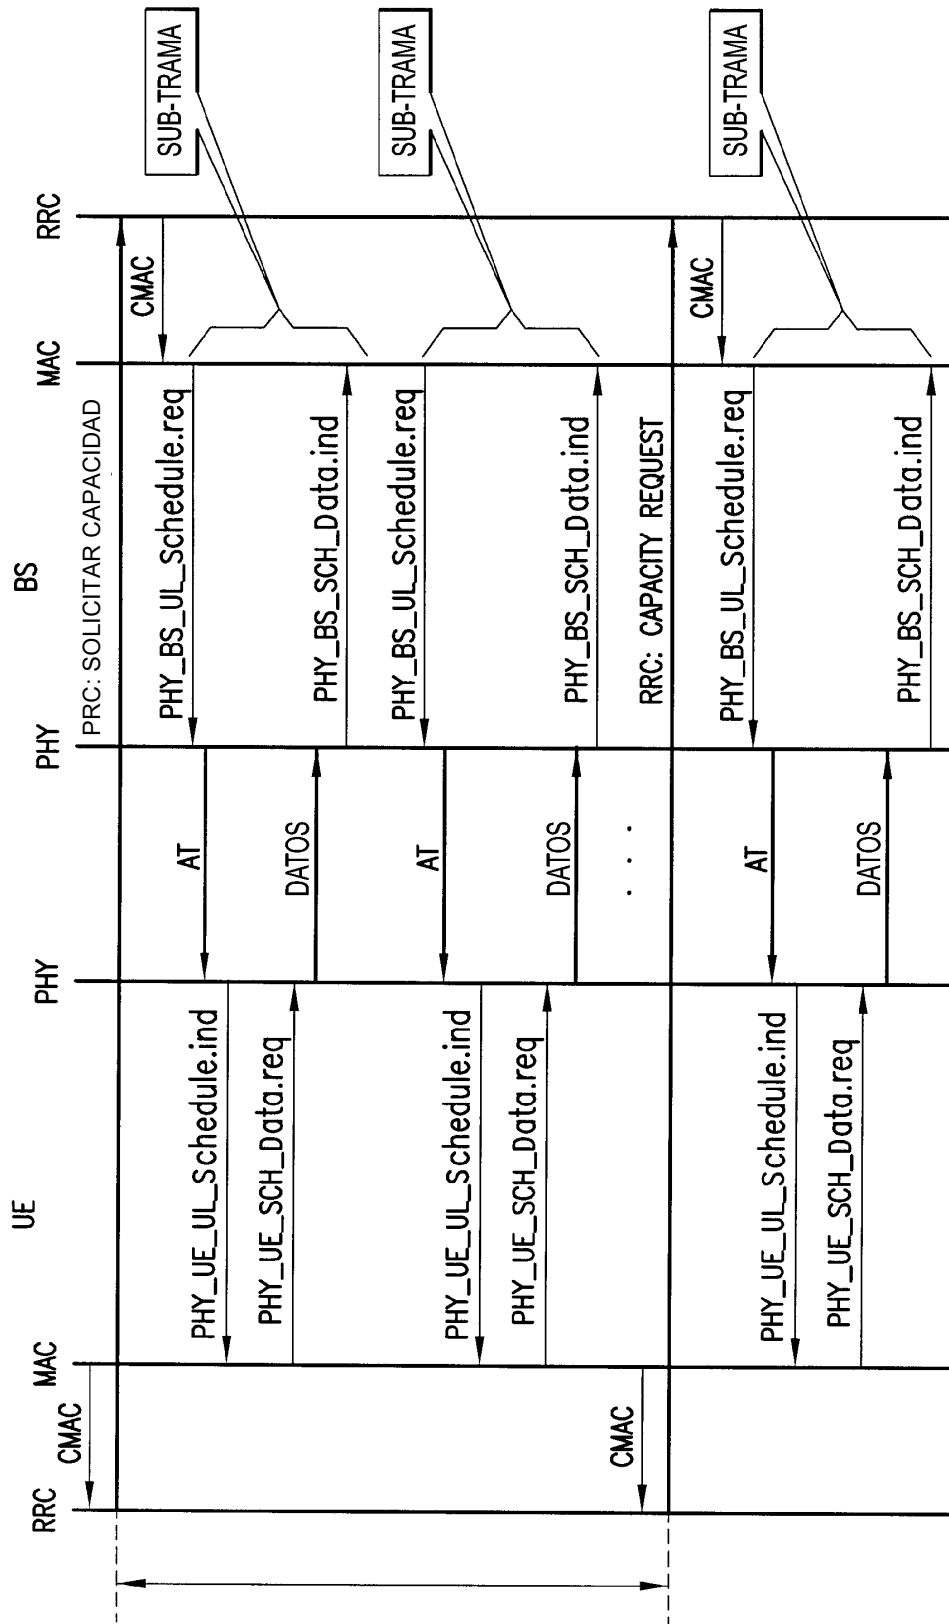 UE
BS
RRC
MAC
PHY
PHY
MAC
RRC
CMAC
PRC: SOLICITAR CAPACIDAD
CMAC
PHY_BS_UL_Schedule.req
SUB-TRAMA
AT
PHY_UE_UL_Schedule.ind
PHY_UE_SCH_Data.req
DATOS
PHY_BS_SCH_Data.ind
PHY_BS_UL_Schedule.req
SUB-TRAMA
AT
PHY_UE_UL_Schedule.ind
PHY_UE_SCH_Data.req
DATOS
PHY_BS_SCH_Data.ind
. . .
CMAC
RRC: CAPACITY REQUEST
CMAC
PHY_BS_UL_Schedule.req
SUB-TRAMA
AT
PHY_UE_UL_Schedule.ind
PHY_UE_SCH_Data.req
DATOS
PHY_BS_SCH_Data.ind